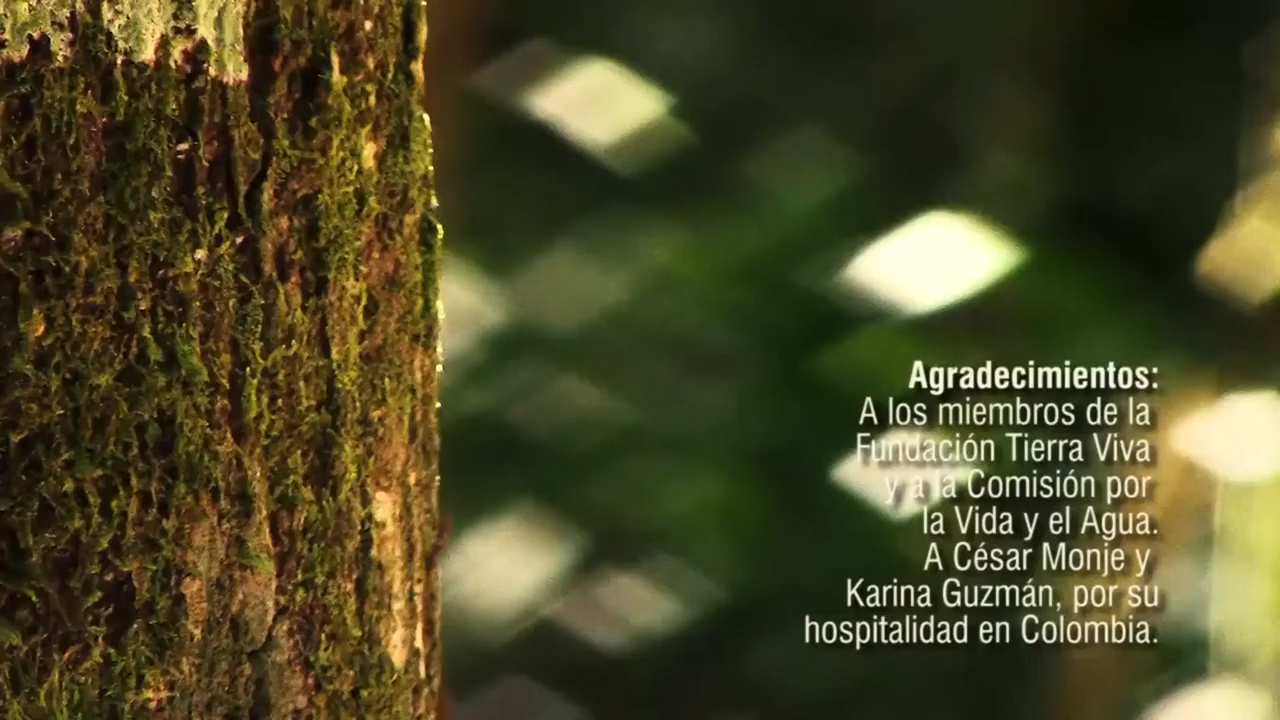 Agradecimientos:
A los miembros de la
Fundación Tierra Viva
y a la Comisión por
la Vida y el Agua.
A César Monje y
Karina Guzmán, por su
hospitalidad en Colombia.